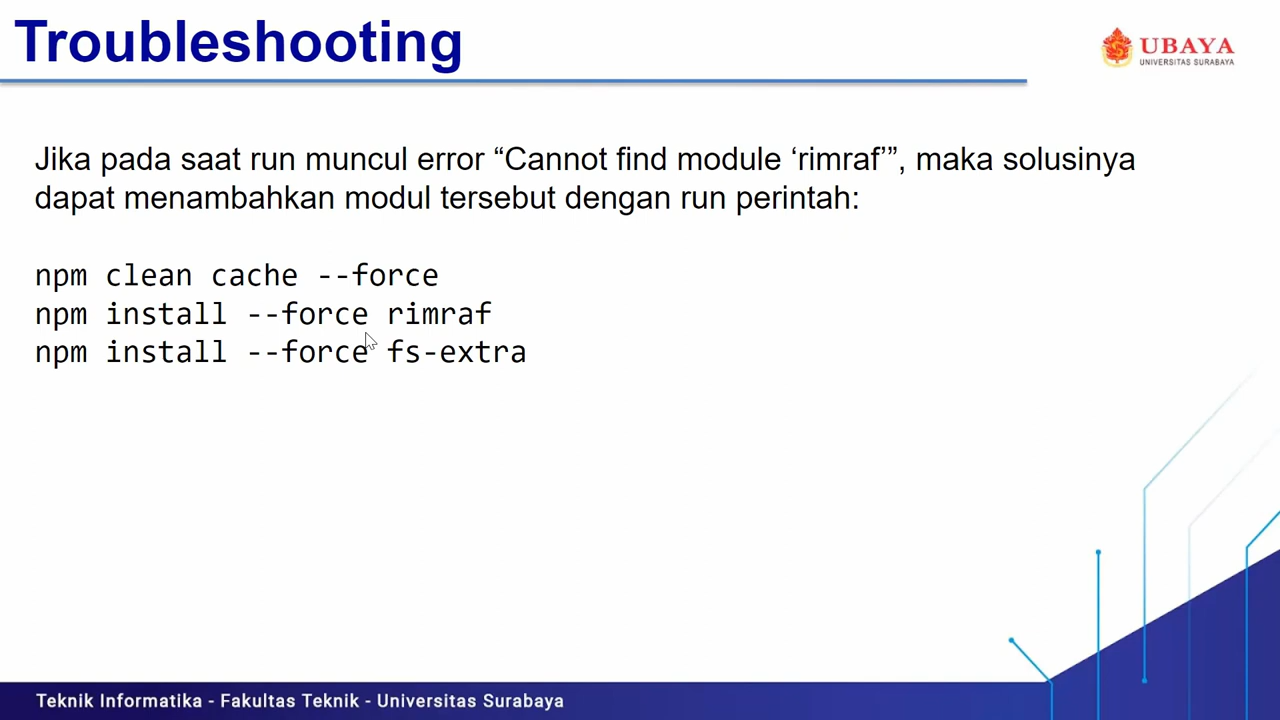 Troubleshooting
UBAYA
UNIVERSITAS SURABAYA
Jika pada saat run muncul error “Cannot find module ‘rimraf’”, maka solusinya
dapat menambahkan modul tersebut dengan run perintah:
npm clean cache --force
npm install --force rimraf
npm install --force fs-extra
Teknik Informatika - Fakultas Teknik - Universitas Surabaya